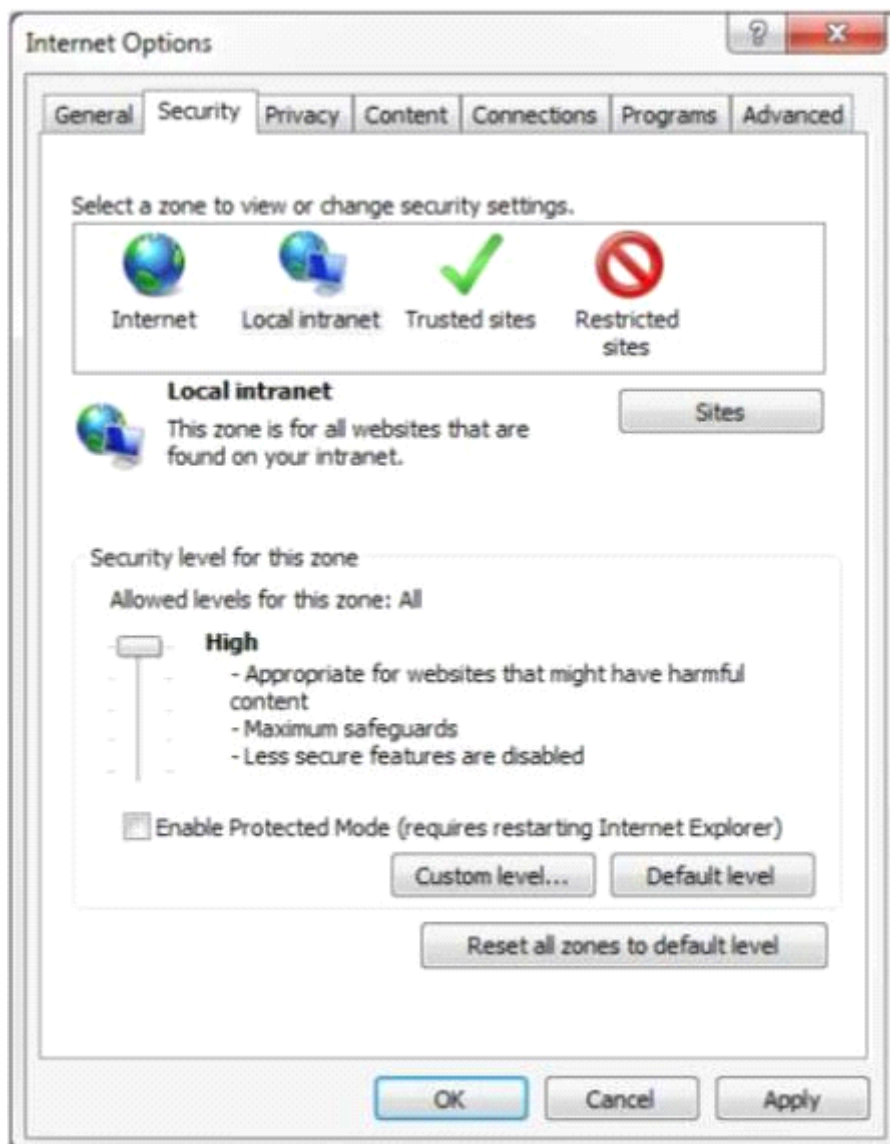 Internet Options
General Security Privacy Content Connections Programs Advanced
Select a zone to view or change security settings.
Internet Local intranet Trusted sites Restricted
sites
Local intranet
Sites
This zone is for all websites that are
found on your intranet.
Security level for this zone
Allowed levels for this zone: All
High
- Appropriate for websites that might have harmful
content
- Maximum safeguards
- Less secure features are disabled
Enable Protected Mode (requires restarting Internet Explorer)
Custom level... Default level
Reset all zones to default level
OK Cancel Apply